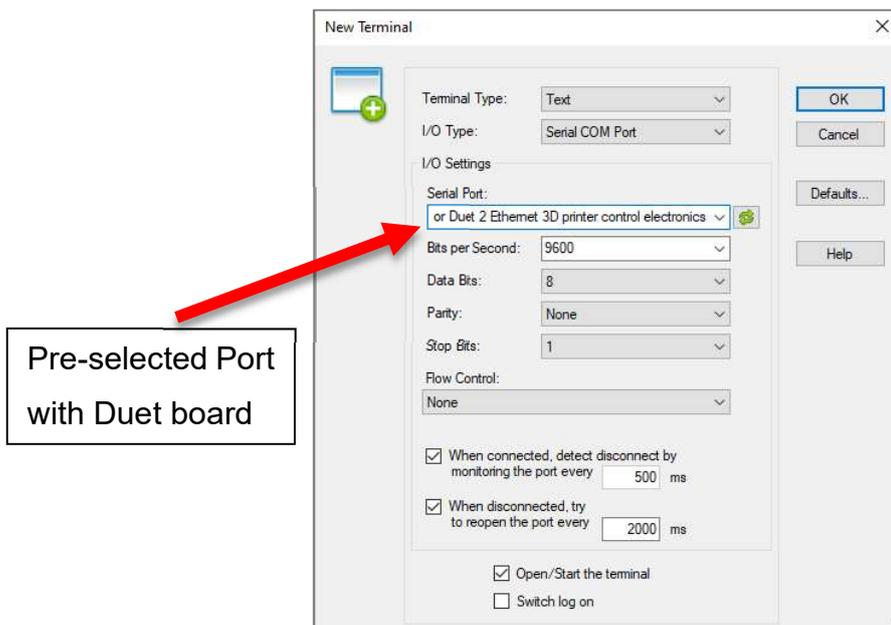 New Terminal
Terminal Type: Text
OK
I/O Type: Serial COM Port
Cancel
I/O Settings
Serial Port:
Defaults...
or Duet 2 Ethernet 3D printer control electronics
Bits per Second: 9600
Help
Data Bits: 8
Parity: None
Stop Bits: 1
Flow Control:
None
When connected, detect disconnect by
monitoring the port every 500 ms
When disconnected, try
to reopen the port every 2000 ms
Open/Start the terminal
Switch log on
Pre-selected Port
with Duet board